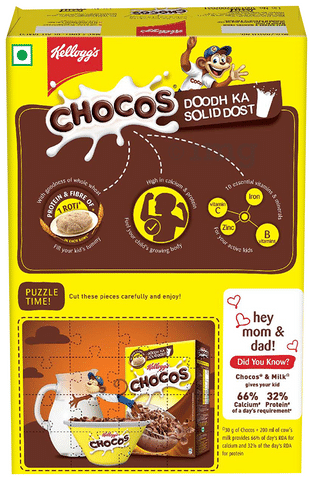 Kellogg's
CHOCOS®
DOODH KA
SOLID DOST
With goodness of whole wheat
PROTEIN & FIBRE OF
1 ROTI*
IN EACH BOWL
Fill your kid's tummy
High in calcium & protein
Fuel your child's growing body
10 essential vitamins & minerals
Vitamin
C
Iron
Zinc
B
vitamins
For your active kids
PUZZLE
TIME!
Cut these pieces carefully and enjoy!
Kellogg's
CHOCOS
CHOCOS
hey
mom &
dad!
Did You Know?
Chocos® & Milk#
gives your kid
66% 32%
Calcium# Protein#
of a day's requirement#
#30 g of Chocos + 200 ml of cow's
milk provides 66% of day's RDA for
calcium and 32% of the day's RDA
for protein